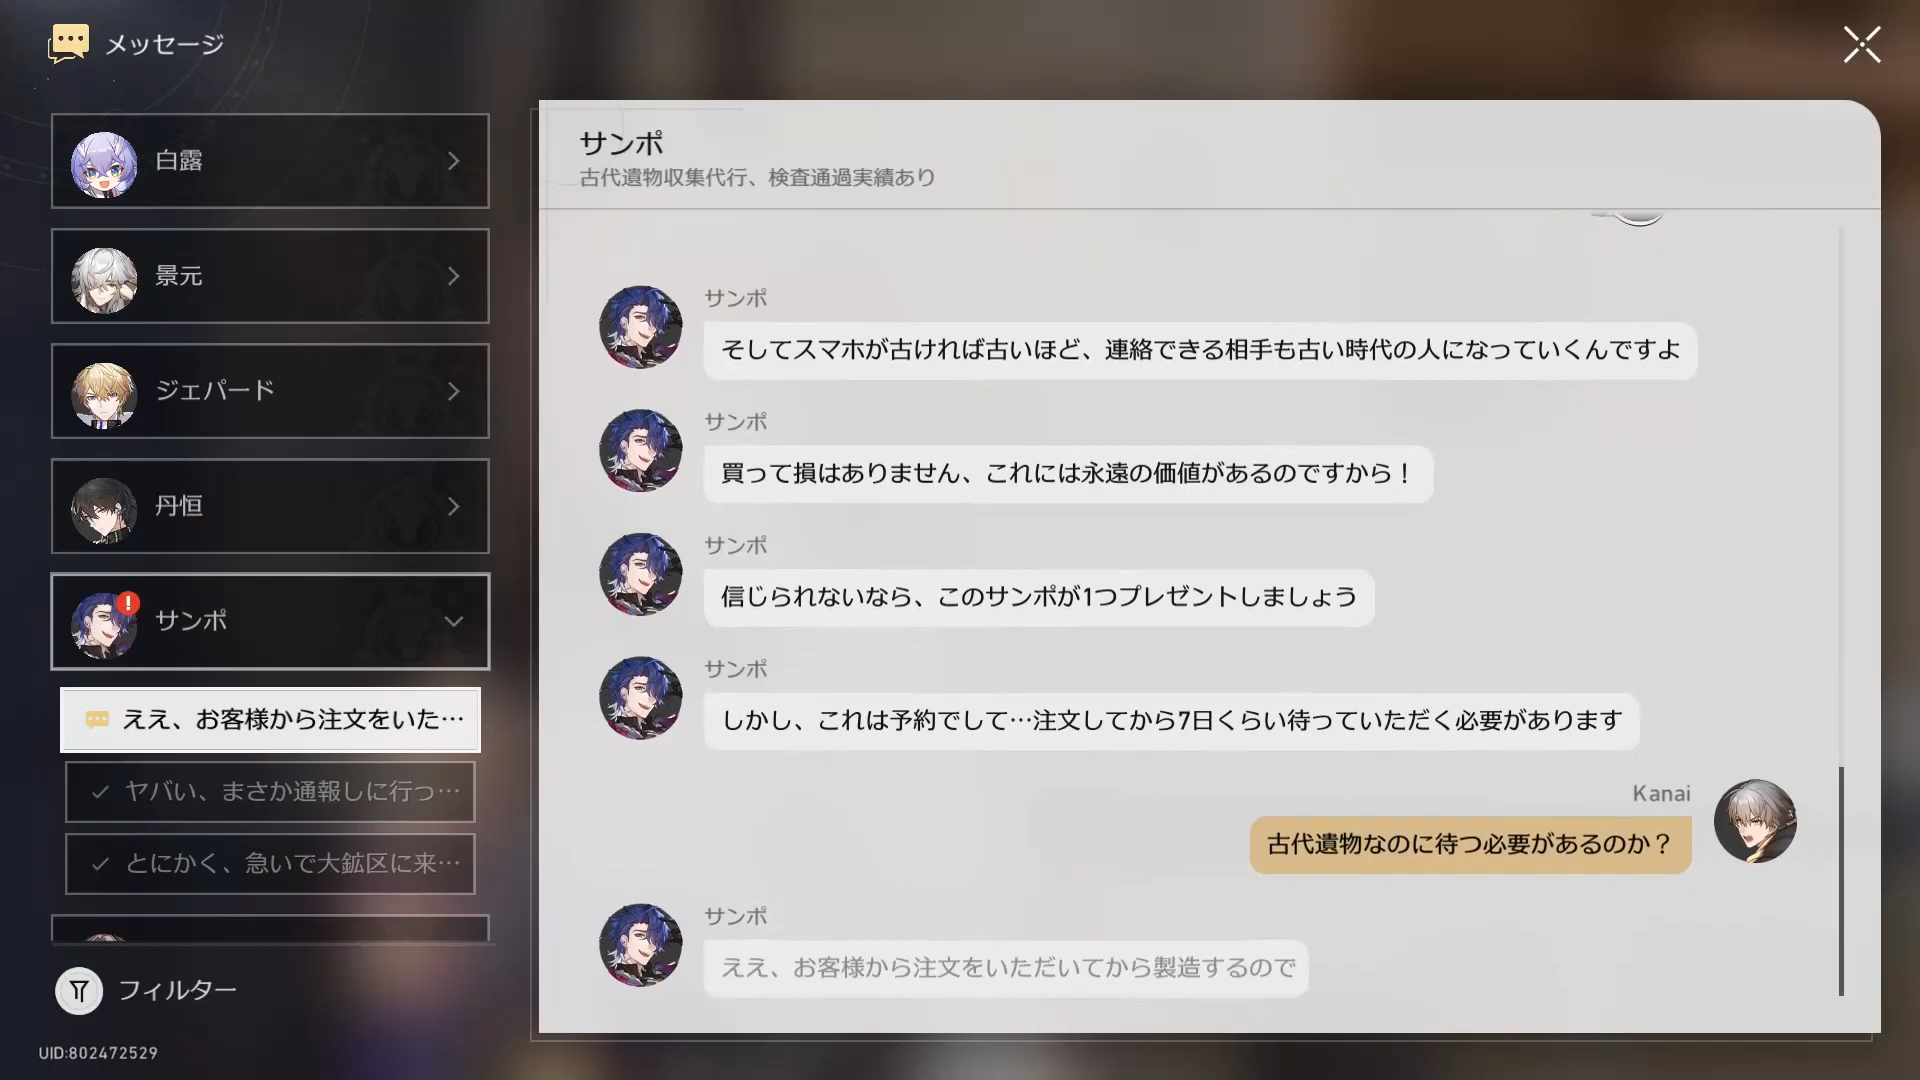 メッセージ
白露
景元
ジェパード
丹恒
サンポ
ええ、お客様から注文をいた…
ヤバい、まさか通報しに行っ…
とにかく、急いで大鉱区に来…
フィルター
UID:802472529
サンポ
古代遺物収集代行、検査通過実績あり
サンポ
そしてスマホが古ければ古いほど、連絡できる相手も古い時代の人になっていくんですよ
サンポ
買って損はありません、これには永遠の価値があるのですから！
サンポ
信じられないなら、このサンポが1つプレゼントしましょう
サンポ
しかし、これは予約でして…注文してから7日くらい待っていただく必要があります
Kanai
古代遺物なのに待つ必要があるのか？
サンポ
ええ、お客様から注文をいただいてから製造するので